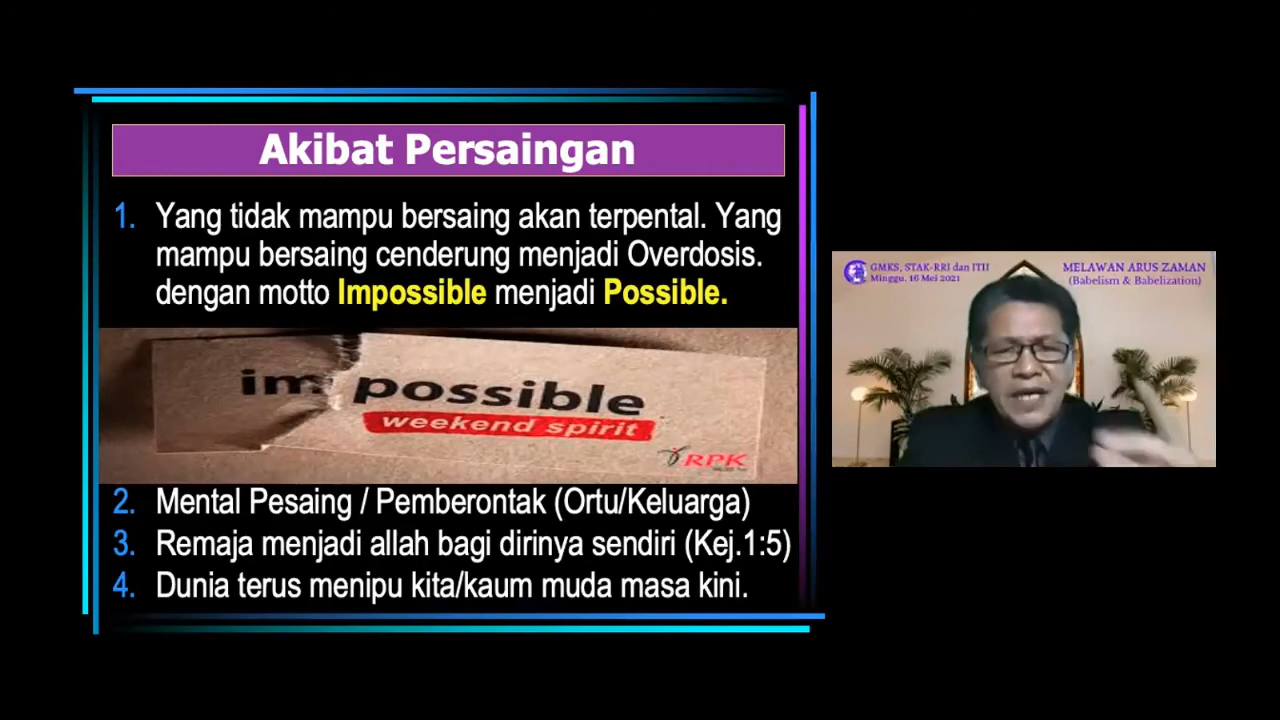 Akibat Persaingan
1. Yang tidak mampu bersaing akan terpental. Yang
mampu bersaing cenderung menjadi Overdosis.
dengan motto Impossible menjadi Possible.
impossible
weekend spirit
RPK
2. Mental Pesaing / Pemberontak (Ortu/Keluarga)
3. Remaja menjadi allah bagi dirinya sendiri (Kej.1:5)
4. Dunia terus menipu kita/kaum muda masa kini.
GMKS, STAK-RRI dan ITH
Minggu, 16 Mei 2021
MELAWAN ARUS ZAMAN
(Babelism & Babelization)